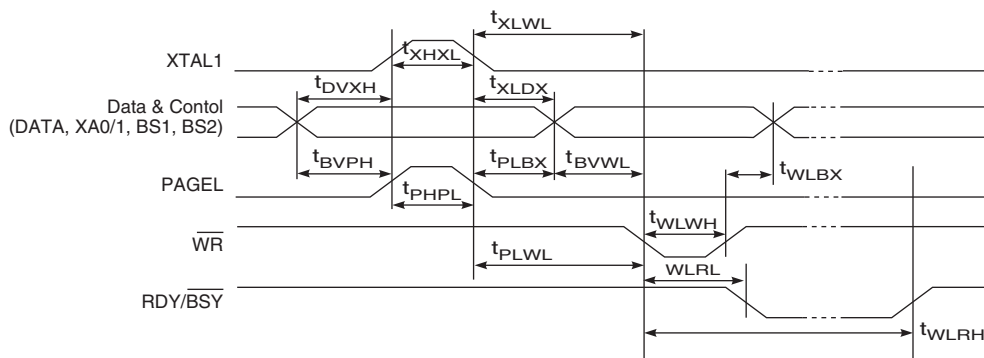 tXLWL
XTAL1
tXHXL
tDVXH
tXLDX
Data & Contol
(DATA, XA0/1, BS1, BS2)
tBVPH
tPLBX
tBVWL
tWLBX
PAGEL
tPHPL
tWLWH
WR
tPLWL
WLRL
RDY/BSY
tWLRH